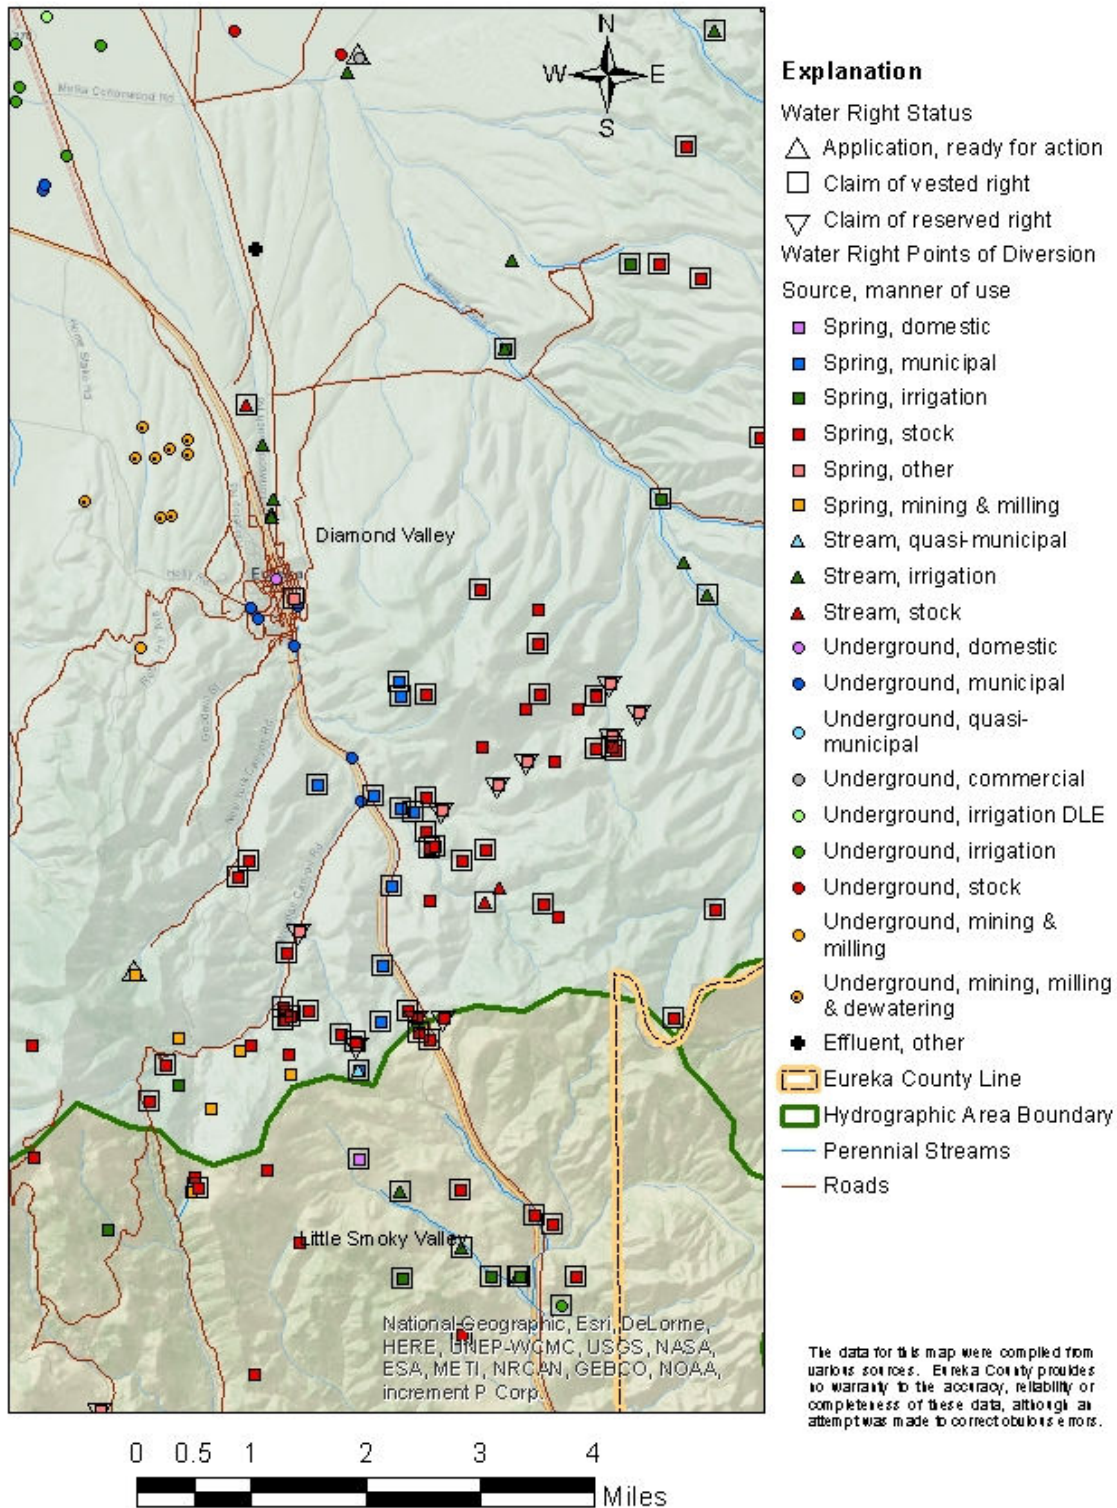 N
W
E
S
Diamond Valley
Little Smoky Valley
National Geographic, Esri, DeLorme,
HERE, UNEP-WCMC, USGS, NASA,
ESA, METI, NRCAN, GEBCO, NOAA,
increment P Corp.
0 0.5 1 2 3 4
Miles
Explanation
Water Right Status
Application, ready for action
Claim of vested right
Claim of reserved right
Water Right Points of Diversion
Source, manner of use
Spring, domestic
Spring, municipal
Spring, irrigation
Spring, stock
Spring, other
Spring, mining & milling
Stream, quasi-municipal
Stream, irrigation
Stream, stock
Underground, domestic
Underground, municipal
Underground, quasi-
municipal
Underground, commercial
Underground, irrigation DLE
Underground, irrigation
Underground, stock
Underground, mining &
milling
Underground, mining, milling
& dewatering
Effluent, other
Eureka County Line
Hydrographic Area Boundary
Perennial Streams
Roads
The data for this map were compiled from
various sources. Eureka County provides
no warranty to the accuracy, reliability or
completeness of these data, although an
attempt was made to correct obvious errors.